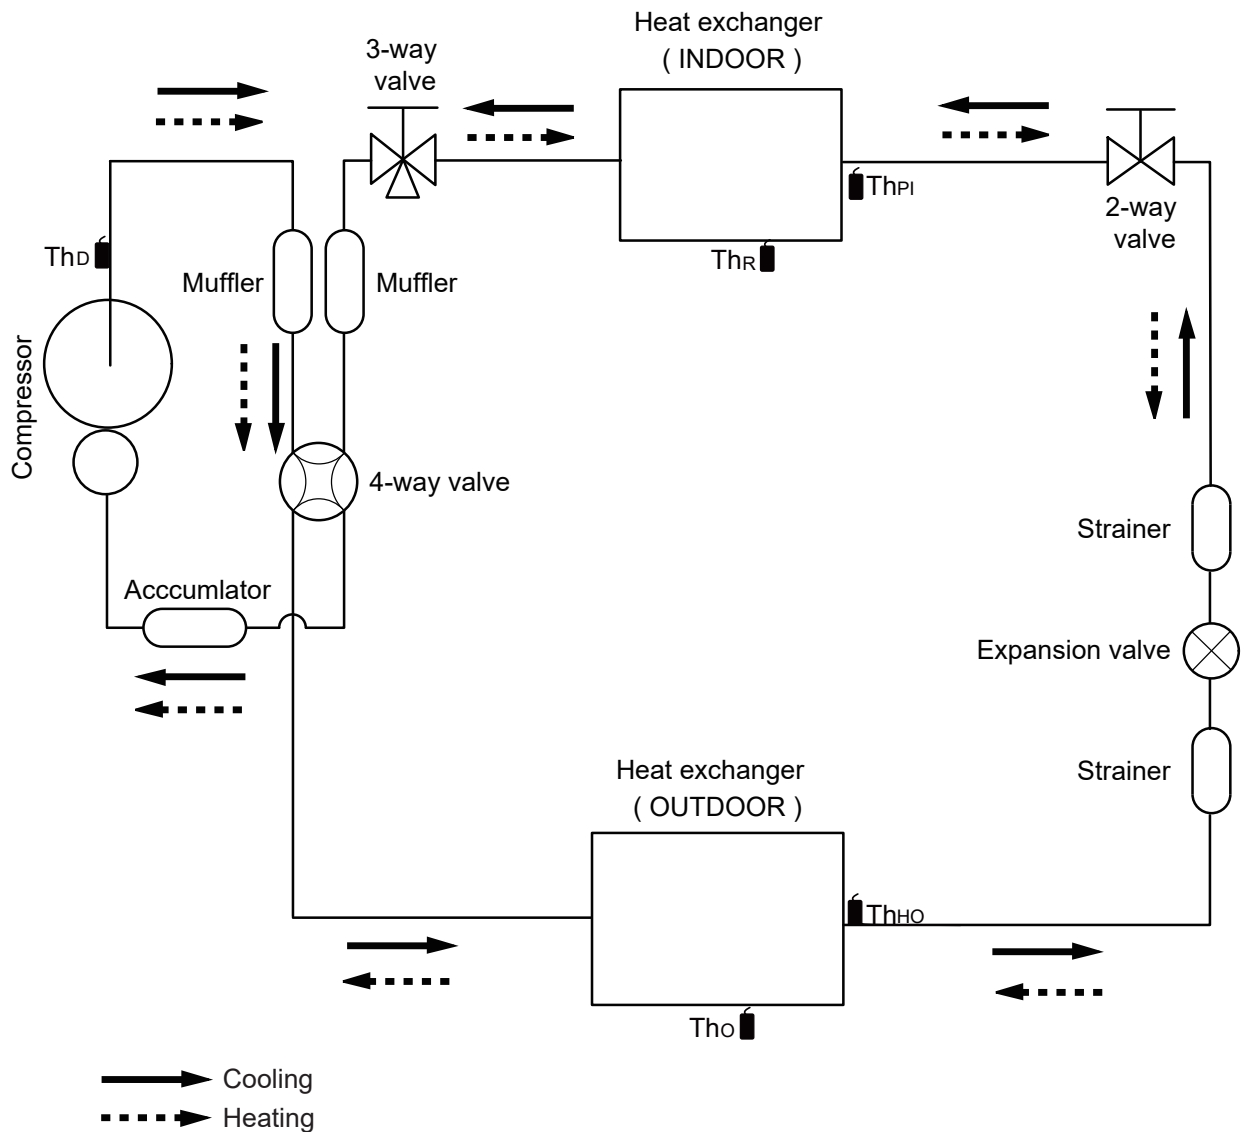 Heat exchanger
( INDOOR )
3-way
valve
ThPI
2-way
valve
ThD
ThR
Muffler
Muffler
Compressor
4-way valve
Strainer
Acccumlator
Expansion valve
Heat exchanger
( OUTDOOR )
Strainer
ThHO
ThO
Cooling
Heating